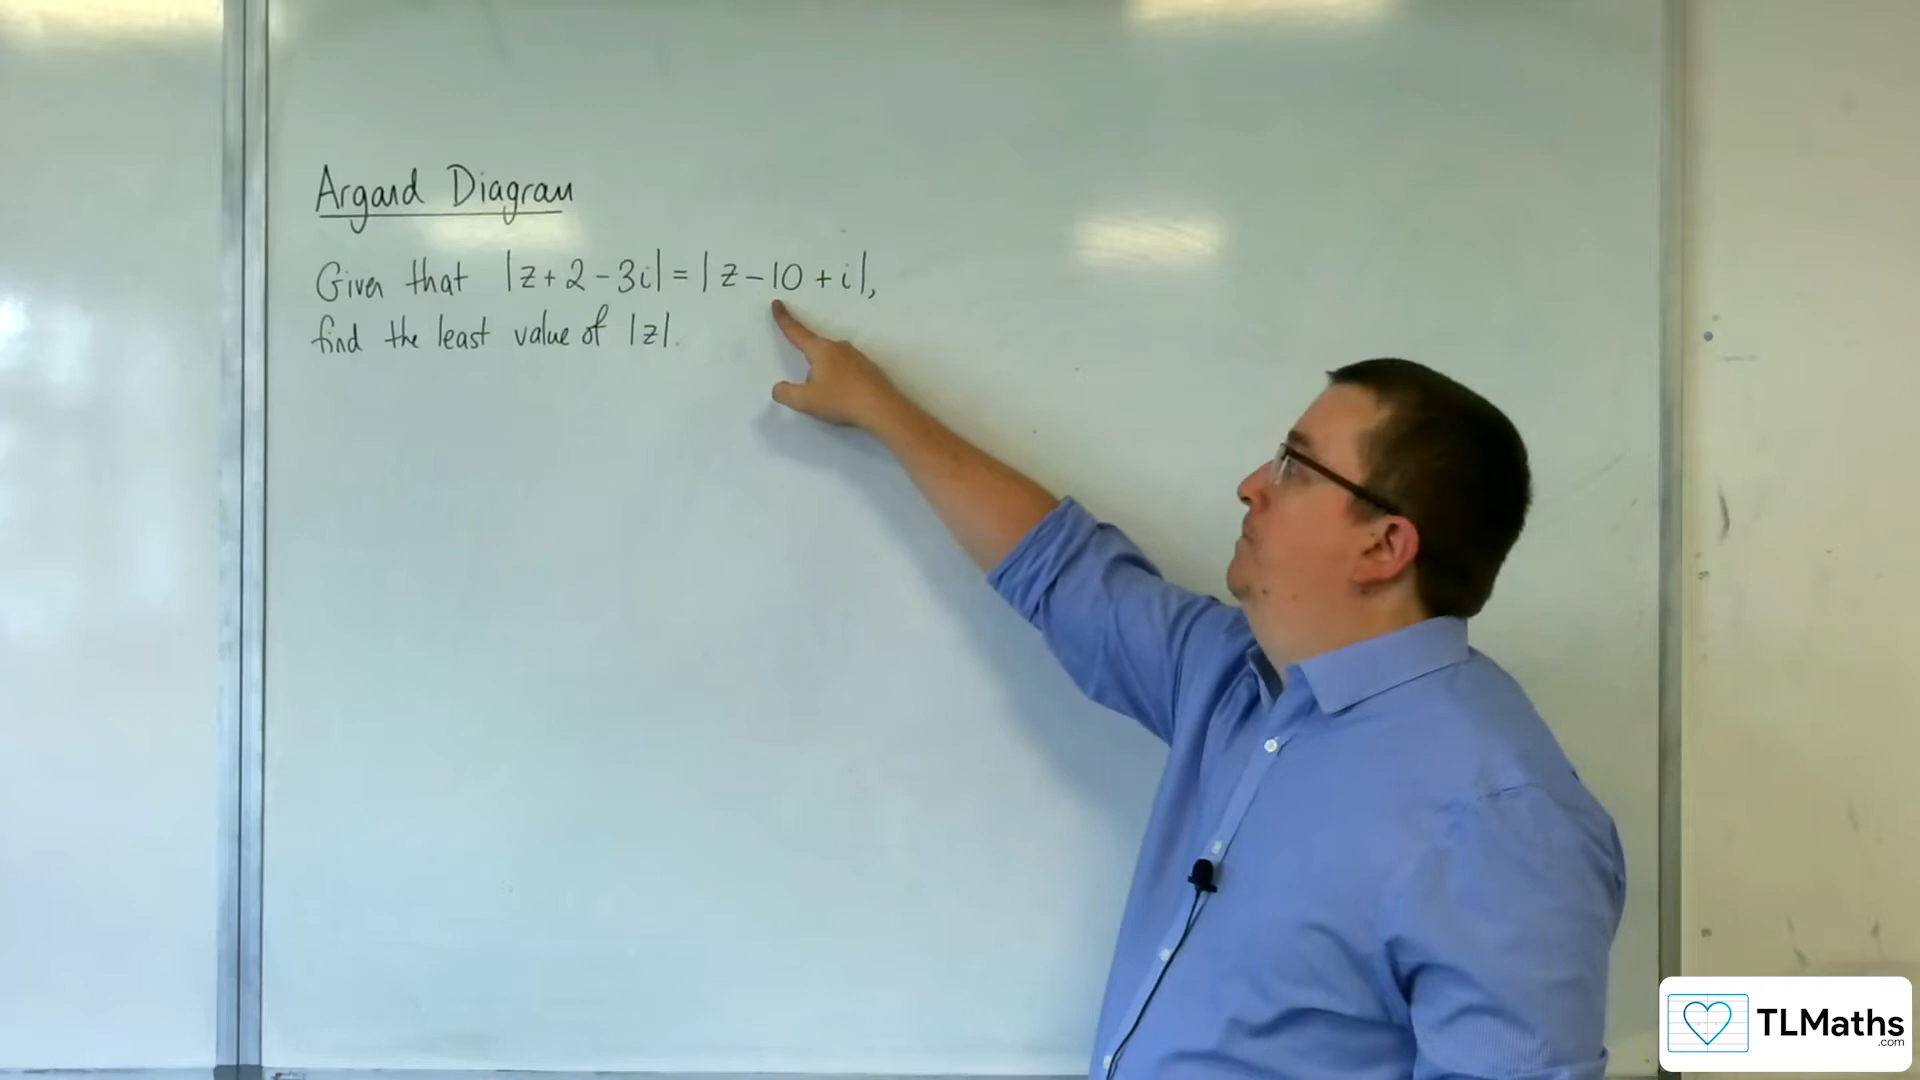 Argand Diagram
Given that |z+2-3i| = |z-10+i|,
find the least value of |z|.
TLMaths
.com